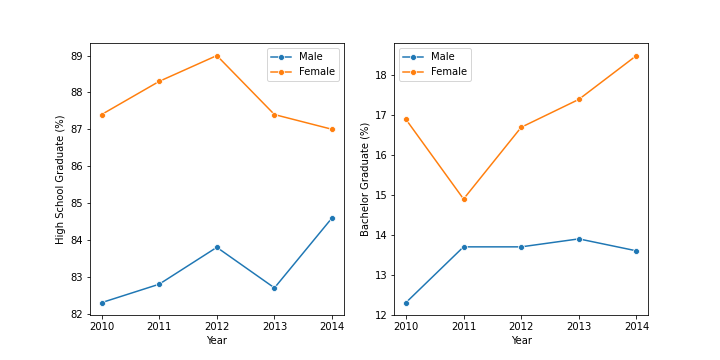 High School Graduate (%)
89
88
87
86
85
84
83
82
2010 2011 2012 2013 2014
Year
Male
Female
Bachelor Graduate (%)
18
17
16
15
14
13
12
2010 2011 2012 2013 2014
Year
Male
Female